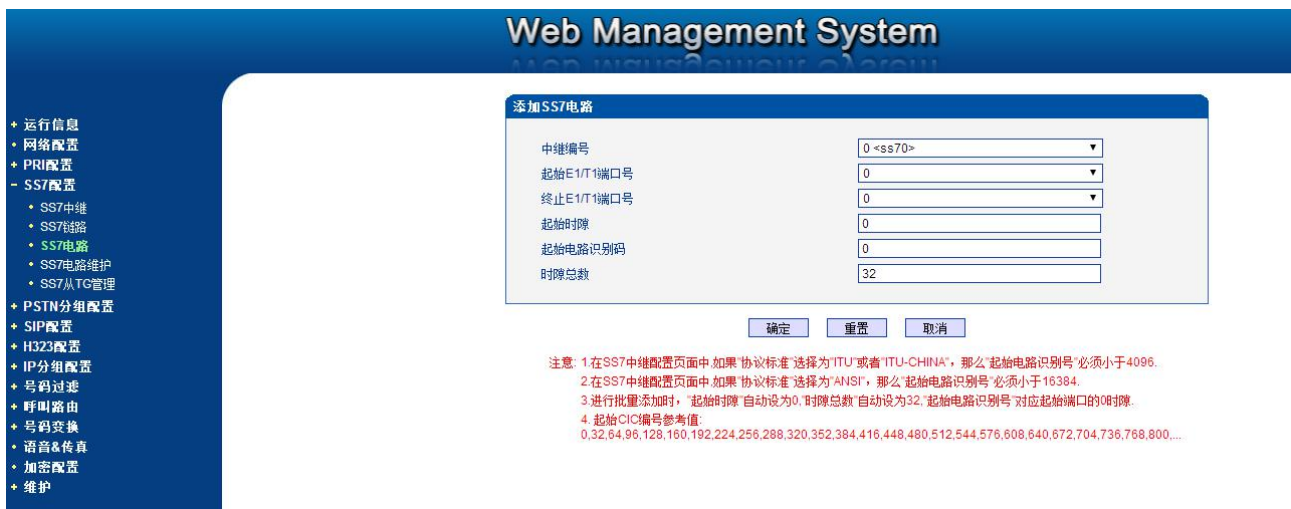 Web Management System
+ 运行信息
• 网络配置
+ PRI配置
- SS7配置
• SS7中继
• SS7链路
• SS7电路
• SS7电路维护
• SS7从TG管理
+ PSTN分组配置
+ SIP配置
+ H323配置
+ IP分组配置
+ 号码过滤
+ 呼叫路由
+ 号码变换
• 语音&传真
• 加密配置
+ 维护
添加SS7电路
中继编号 0 <ss70>
起始E1/T1端口号 0
终止E1/T1端口号 0
起始时隙 0
起始电路识别码 0
时隙总数 32
确定 重置 取消
注意: 1.在SS7中继配置页面中,如果"协议标准"选择为"ITU"或者"ITU-CHINA"，那么"起始电路识别号"必须小于4096.
2.在SS7中继配置页面中,如果"协议标准"选择为"ANSI"，那么"起始电路识别号"必须小于16384.
3.进行批量添加时，"起始时隙"自动设为0,"时隙总数"自动设为32,"起始电路识别号"对应起始端口的0时隙.
4. 起始CIC编号参考值:
0,32,64,96,128,160,192,224,256,288,320,352,384,416,448,480,512,544,576,608,640,672,704,736,768,800,...